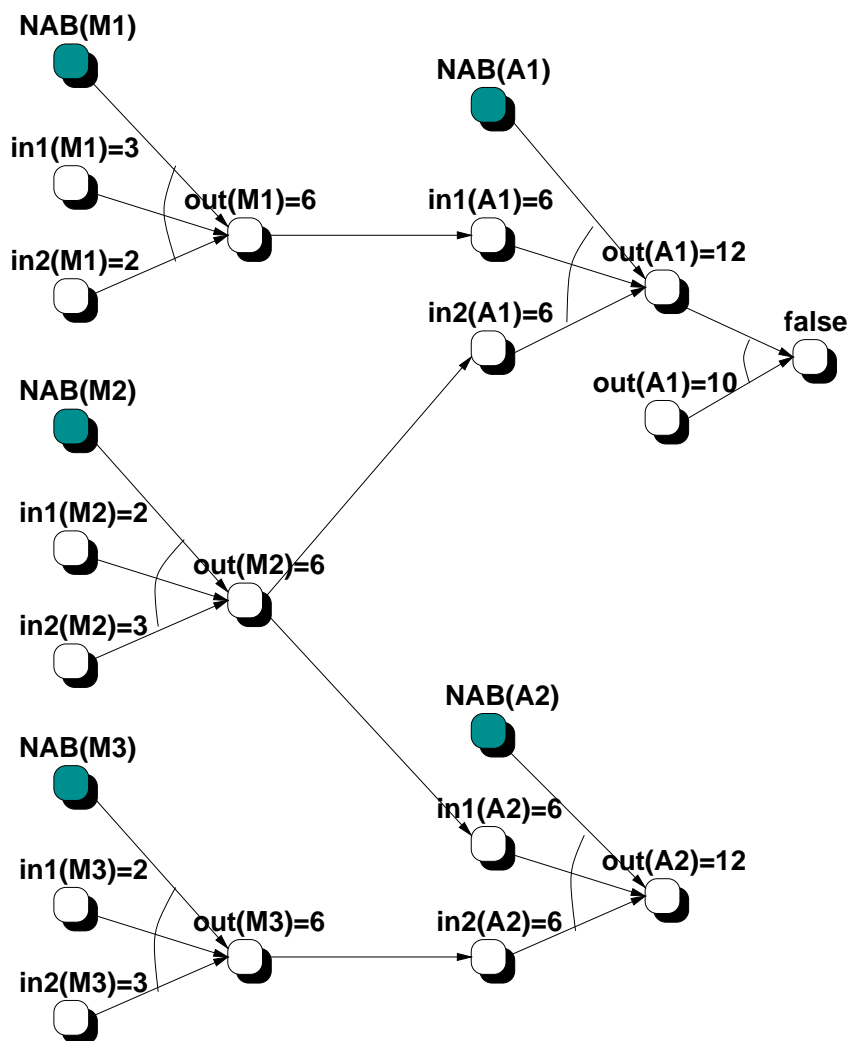 NAB(M1)
NAB(A1)
in1(M1)=3
out(M1)=6
in1(A1)=6
in2(M1)=2
out(A1)=12
in2(A1)=6
false
out(A1)=10
NAB(M2)
in1(M2)=2
out(M2)=6
in2(M2)=3
NAB(A2)
NAB(M3)
in1(A2)=6
in1(M3)=2
out(A2)=12
out(M3)=6
in2(A2)=6
in2(M3)=3